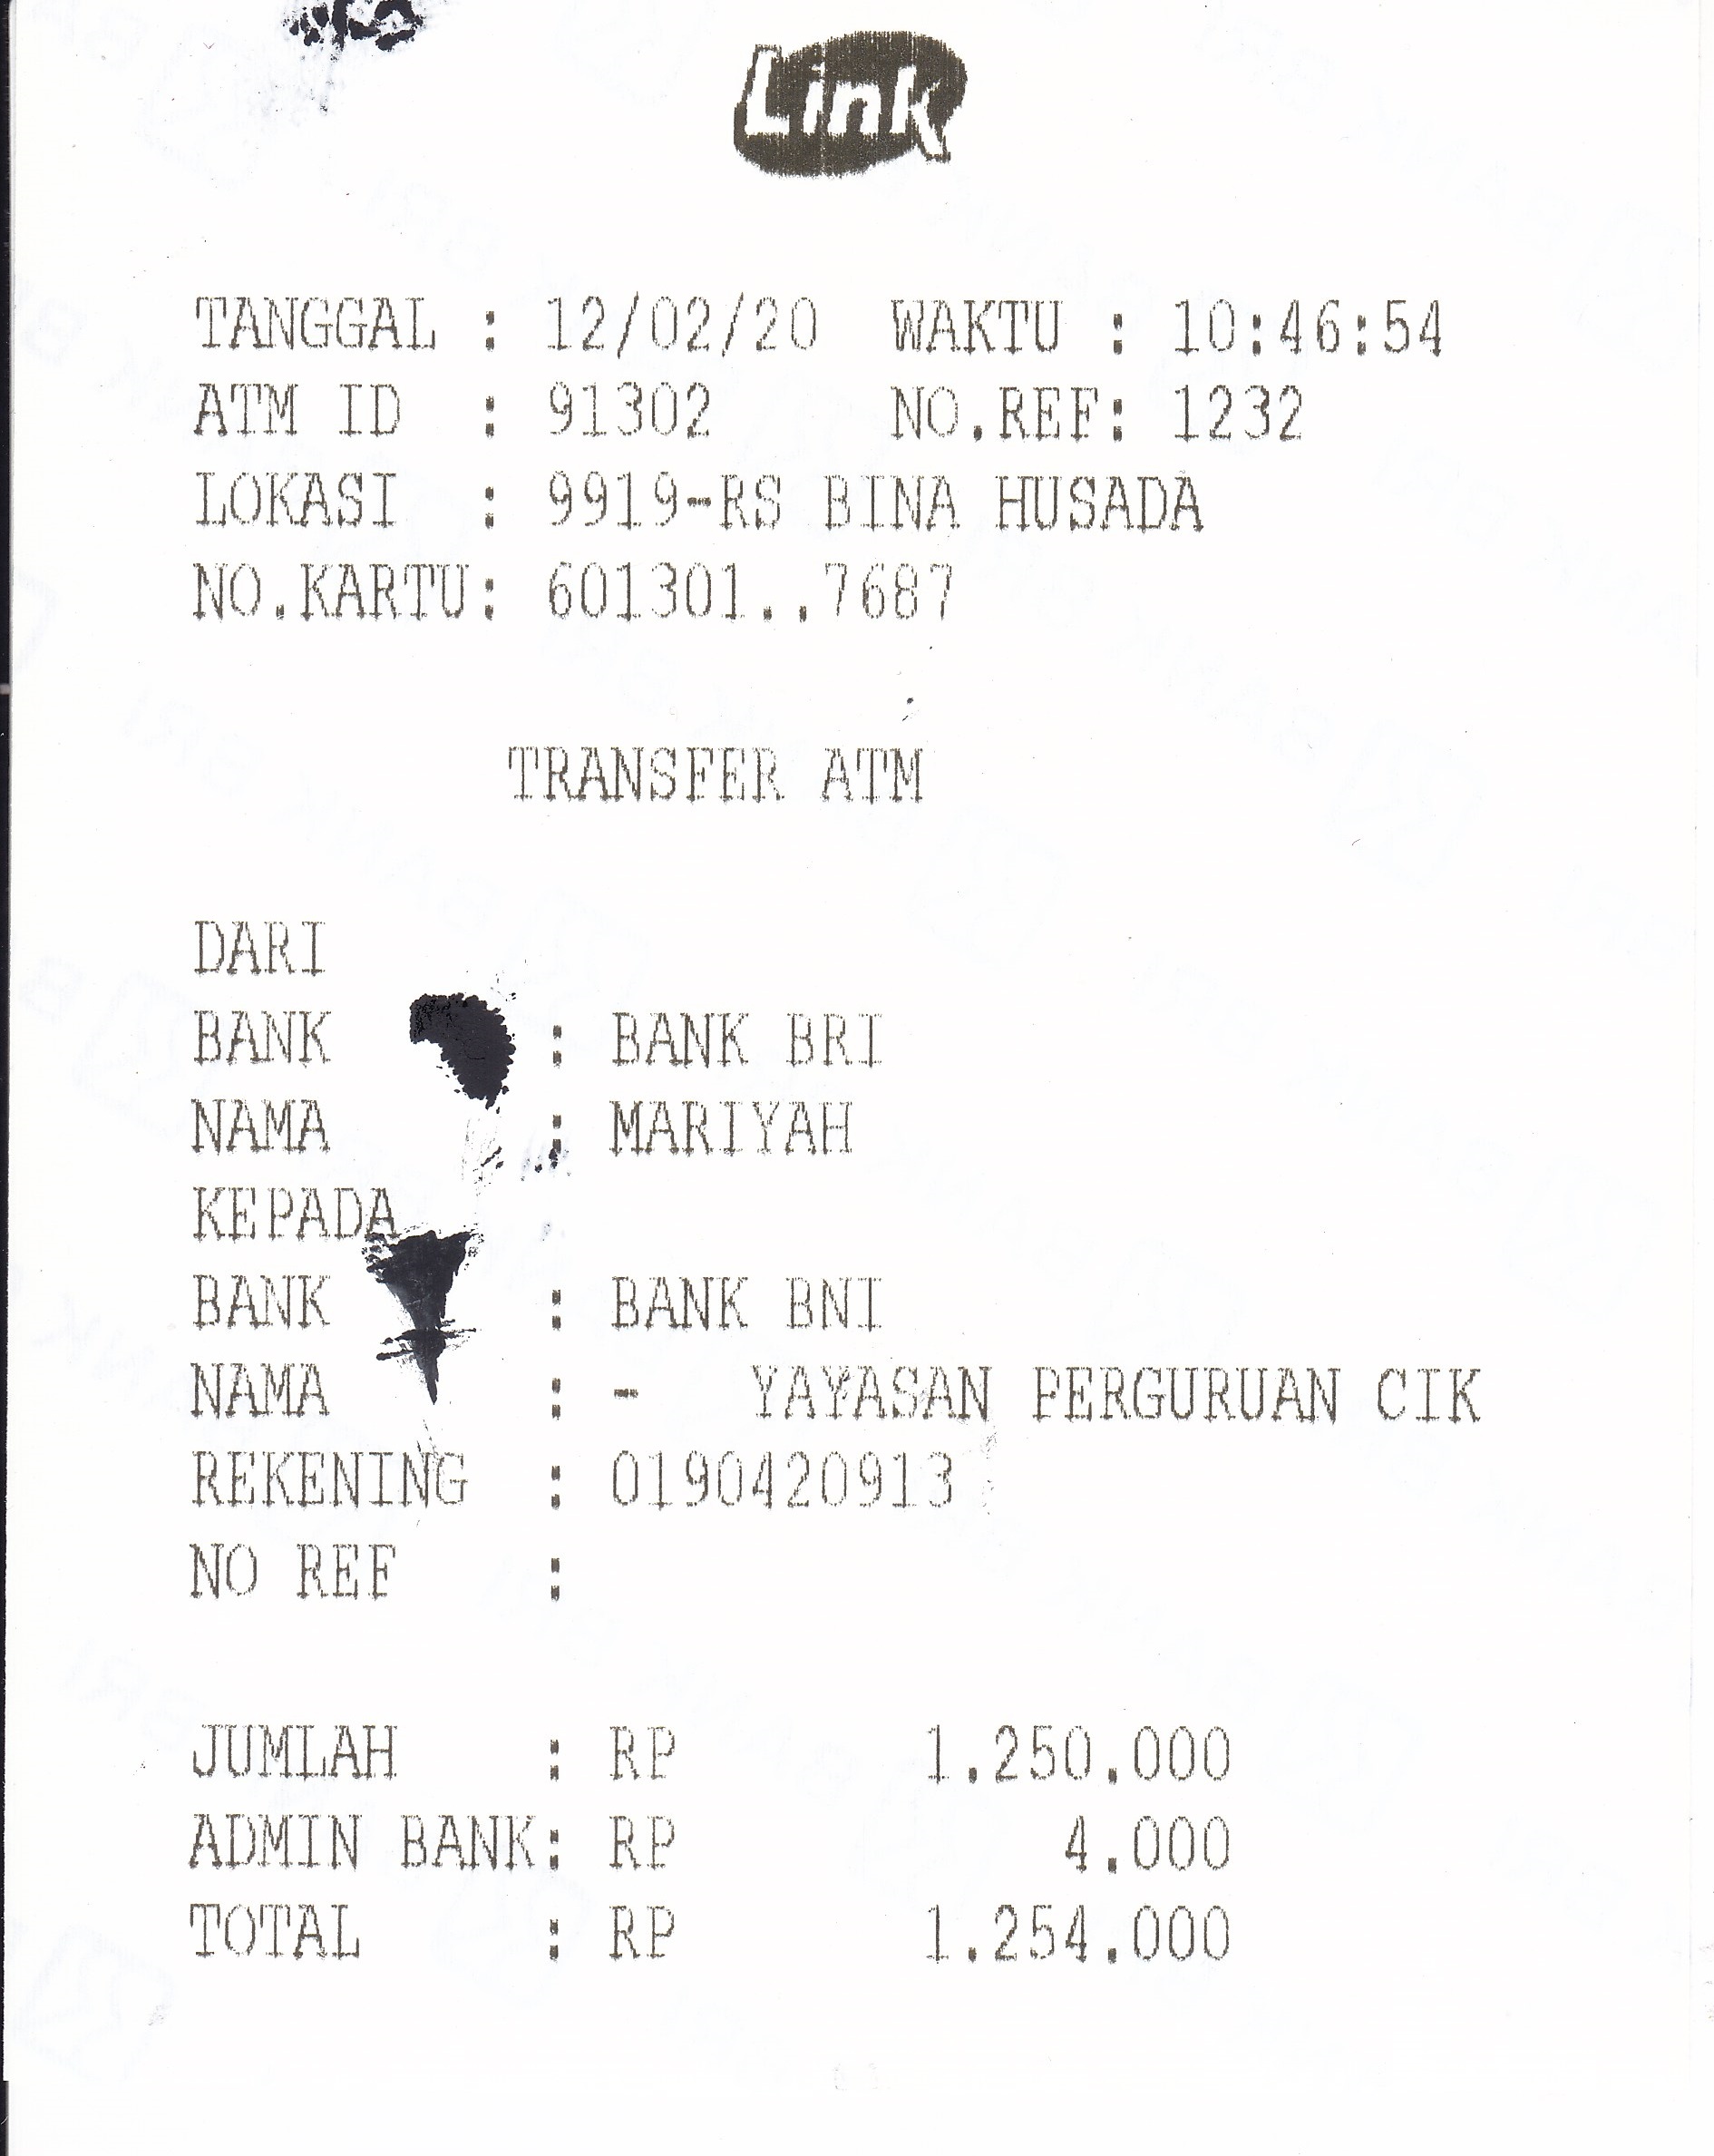 Link
TANGGAL : 12/02/20 WAKTU : 10:46:54
ATM ID : 91302 NO.REF: 1232
LOKASI : 9919-RS BINA HUSADA
NO.KARTU: 601301..7687
TRANSFER ATM
DARI
BANK : BANK BRI
NAMA : MARIYAH
KEPADA
BANK : BANK BNI
NAMA : - YAYASAN PERGURUAN CIK
REKENING : 0190420913
NO REF :
JUMLAH : RP 1.250.000
ADMIN BANK: RP 4.000
TOTAL : RP 1.254.000